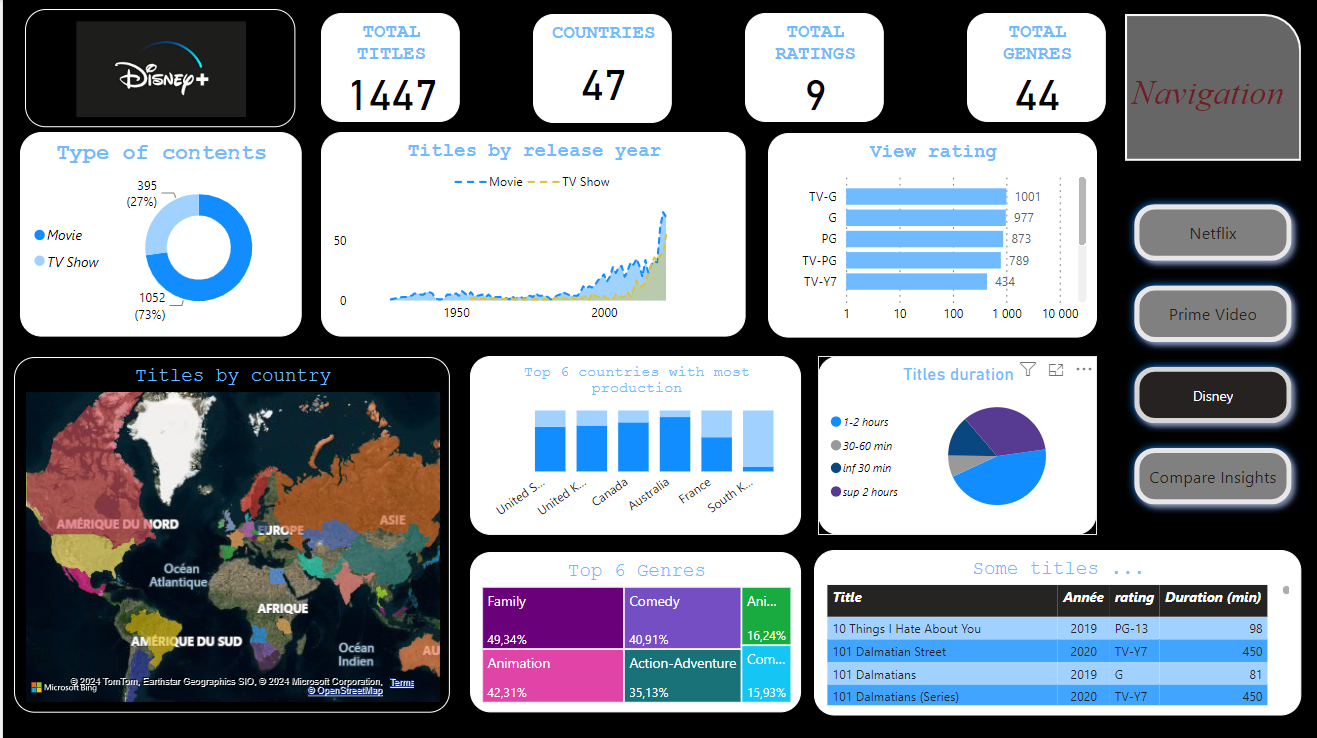 Disney+
TOTAL
TITLES
1447
COUNTRIES
47
TOTAL
RATINGS
9
TOTAL
GENRES
44
Navigation
Type of contents
395
(27%)
Movie
TV Show
1052
(73%)
Titles by release year
Movie
TV Show
50
0
1950
2000
View rating
TV-G
1001
G
977
PG
873
TV-PG
789
TV-Y7
434
1
10
100
1 000
10 000
Netflix
Prime Video
Disney
Compare Insights
Titles by country
AMÉRIQUE DU NORD
EUROPE
ASIE
Océan
Atlantique
AFRIQUE
AMÉRIQUE DU SUD
Océan
Indien
AU
Microsoft Bing
© 2024 TomTom, Earthstar Geographics SIO, © 2024 Microsoft Corporation,
© OpenStreetMap
Terms
Top 6 countries with most
production
United S...
United K...
Canada
Australia
France
South K...
Titles duration
1-2 hours
30-60 min
inf 30 min
sup 2 hours
Top 6 Genres
Family
49,34%
Comedy
40,91%
Ani...
16,24%
Animation
42,31%
Action-Adventure
35,13%
Com...
15,93%
Some titles ...
Title Année rating Duration (min)
10 Things I Hate About You 2019 PG-13 98
101 Dalmatian Street 2020 TV-Y7 450
101 Dalmatians 2019 G 81
101 Dalmatians (Series) 2020 TV-Y7 450